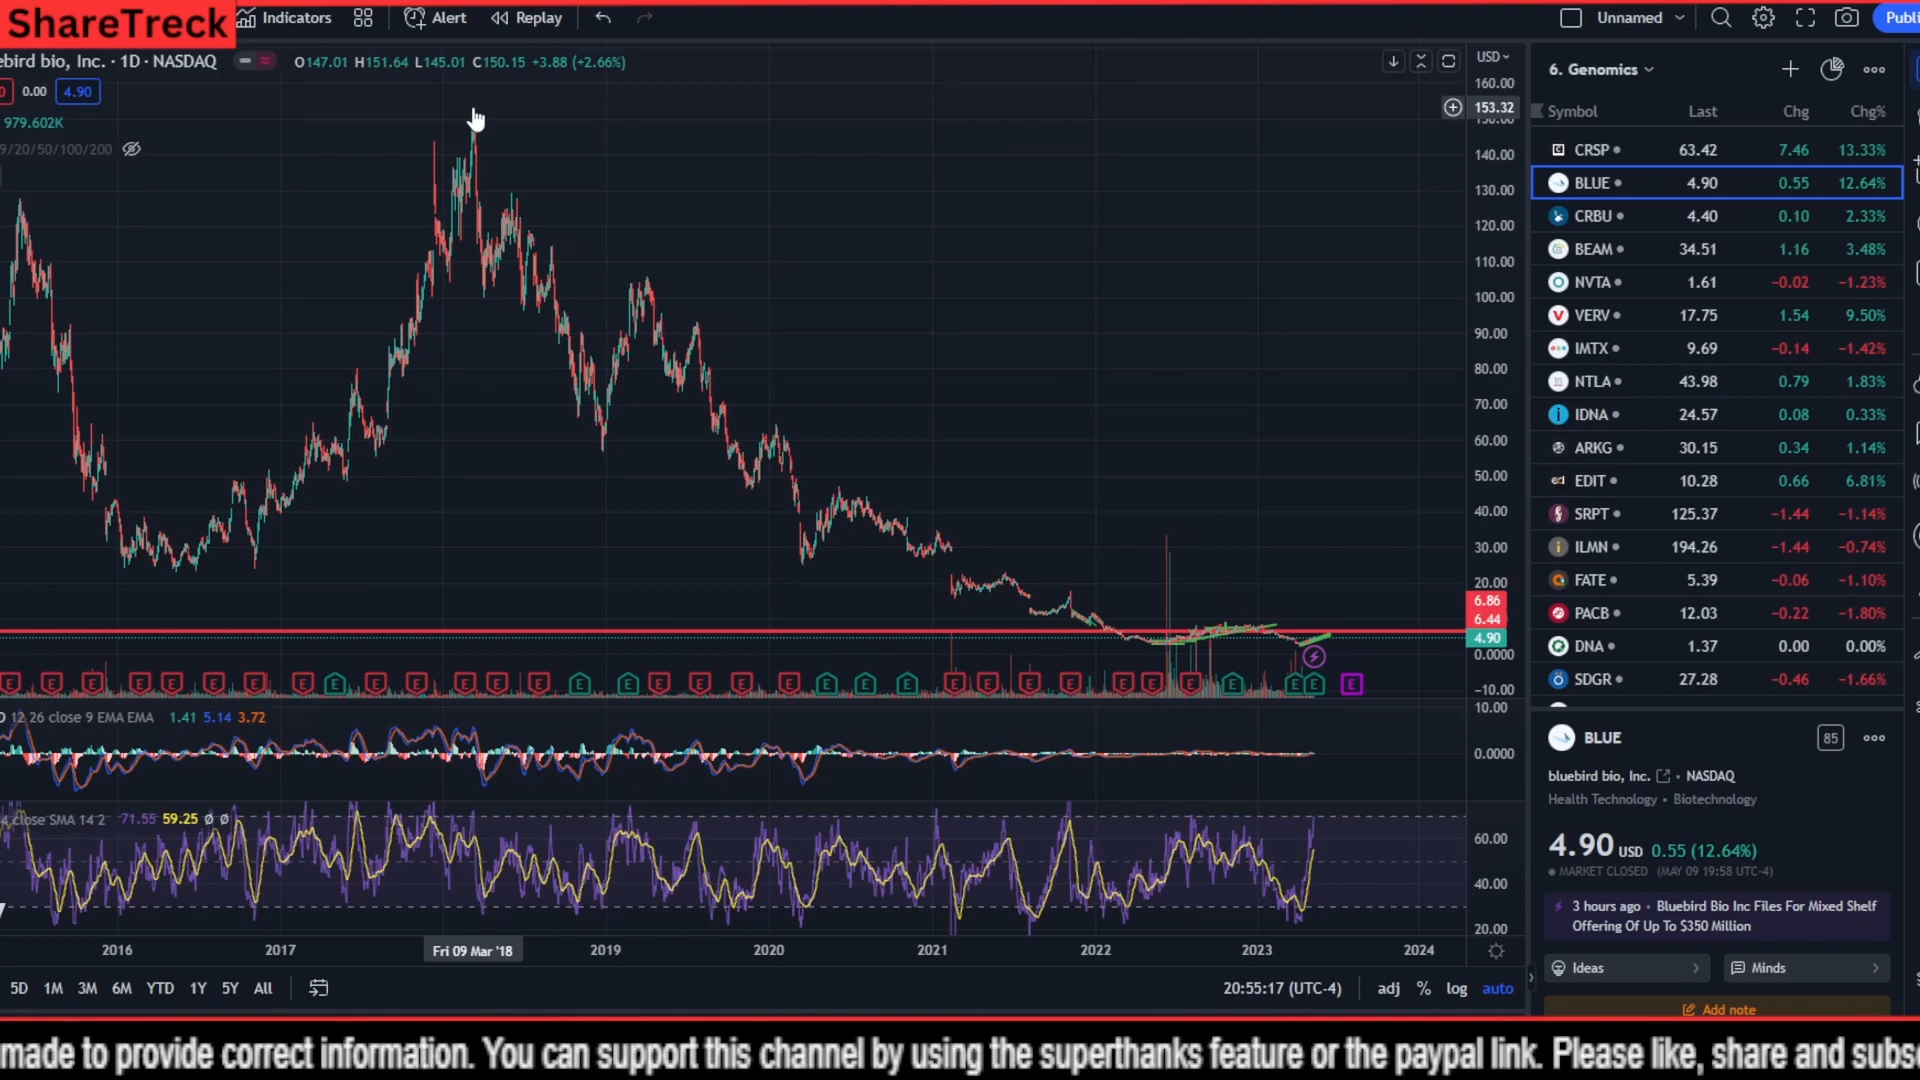 ShareTreck
Indicators
Alert
Replay
Unnamed
Publi
ebird bio, Inc. · 1D · NASDAQ
O147.01 H151.64 L145.01 C150.15 +3.88 (+2.66%)
0.00
4.90
979.602K
9/20/50/100/200
USD
160.00
153.32
140.00
130.00
120.00
110.00
100.00
90.00
80.00
70.00
60.00
50.00
40.00
30.00
20.00
6.86
6.44
4.90
0.0000
−10.00
E E E E E E E E E E E E E E E E E E E E E E E E E E E E E E E E
12 26 close 9 EMA EMA 1.41 5.14 3.72
10.00
0.0000
4 close SMA 14 2 71.55 59.25 Ø Ø
60.00
40.00
20.00
2016
2017
Fri 09 Mar '18
2019
2020
2021
2022
2023
2024
5D 1M 3M 6M YTD 1Y 5Y All
20:55:17 (UTC-4)
adj % log auto
6. Genomics
Symbol Last Chg Chg%
CRSP 63.42 7.46 13.33%
BLUE 4.90 0.55 12.64%
CRBU 4.40 0.10 2.33%
BEAM 34.51 1.16 3.48%
NVTA 1.61 −0.02 −1.23%
VERV 17.75 1.54 9.50%
IMTX 9.69 −0.14 −1.42%
NTLA 43.98 0.79 1.83%
IDNA 24.57 0.08 0.33%
ARKG 30.15 0.34 1.14%
EDIT 10.28 0.66 6.81%
SRPT 125.37 −1.44 −1.14%
ILMN 194.26 −1.44 −0.74%
FATE 5.39 −0.06 −1.10%
PACB 12.03 −0.22 −1.80%
DNA 1.37 0.00 0.00%
SDGR 27.28 −0.46 −1.66%
BLUE
85
bluebird bio, Inc. • NASDAQ
Health Technology • Biotechnology
4.90 USD 0.55 (12.64%)
MARKET CLOSED (MAY 09 19:58 UTC-4)
3 hours ago • Bluebird Bio Inc Files For Mixed Shelf
Offering Of Up To $350 Million
Ideas
Minds
Add note
made to provide correct information. You can support this channel by using the superthanks feature or the paypal link. Please like, share and subs